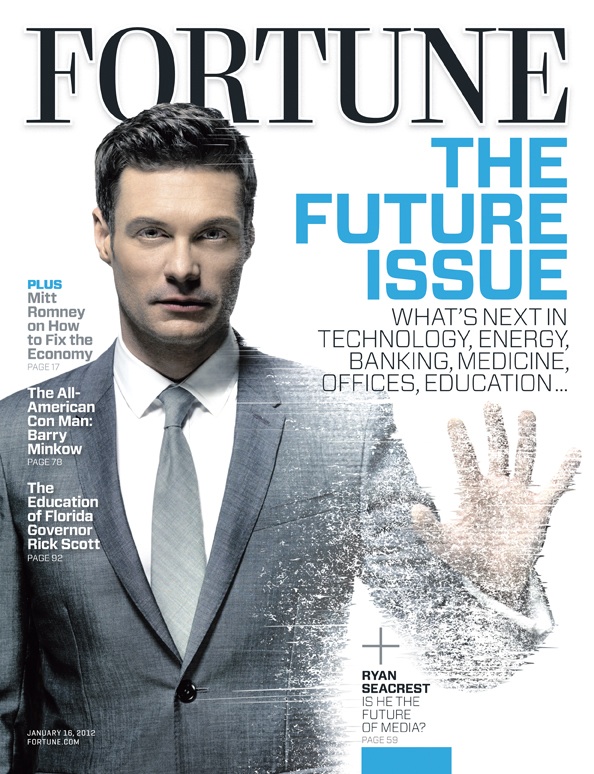 FORTUNE
THE
FUTURE
ISSUE
WHAT'S NEXT IN
TECHNOLOGY, ENERGY,
BANKING, MEDICINE,
OFFICES, EDUCATION...
PLUS
Mitt
Romney
on How
to Fix the
Economy
PAGE 17
The All-
American
Con Man:
Barry
Minkow
PAGE 78
The
Education
of Florida
Governor
Rick Scott
PAGE 92
+
RYAN
SEACREST
IS HE THE
FUTURE
OF MEDIA?
PAGE 59
JANUARY 16, 2012
FORTUNE.COM